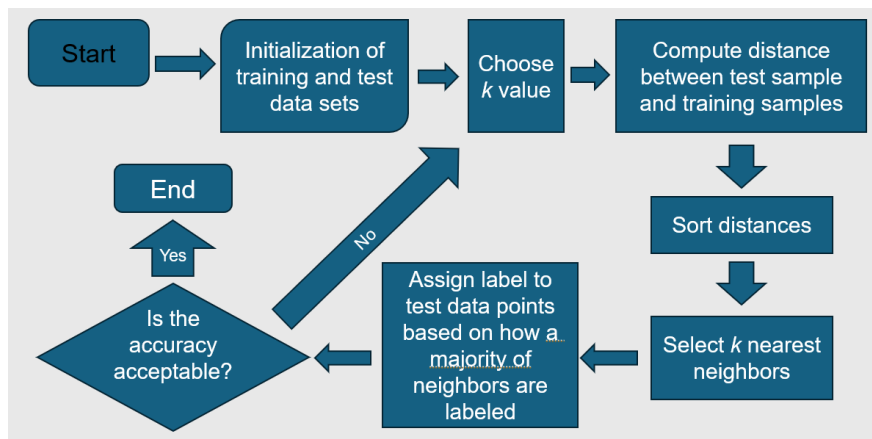 Start
Initialization of
training and test
data sets
Choose
k value
Compute distance
between test sample
and training samples
Sort distances
Select k nearest
neighbors
Assign label to
test data points
based on how a
majority of
neighbors are
labeled
Is the
accuracy
acceptable?
No
Yes
End